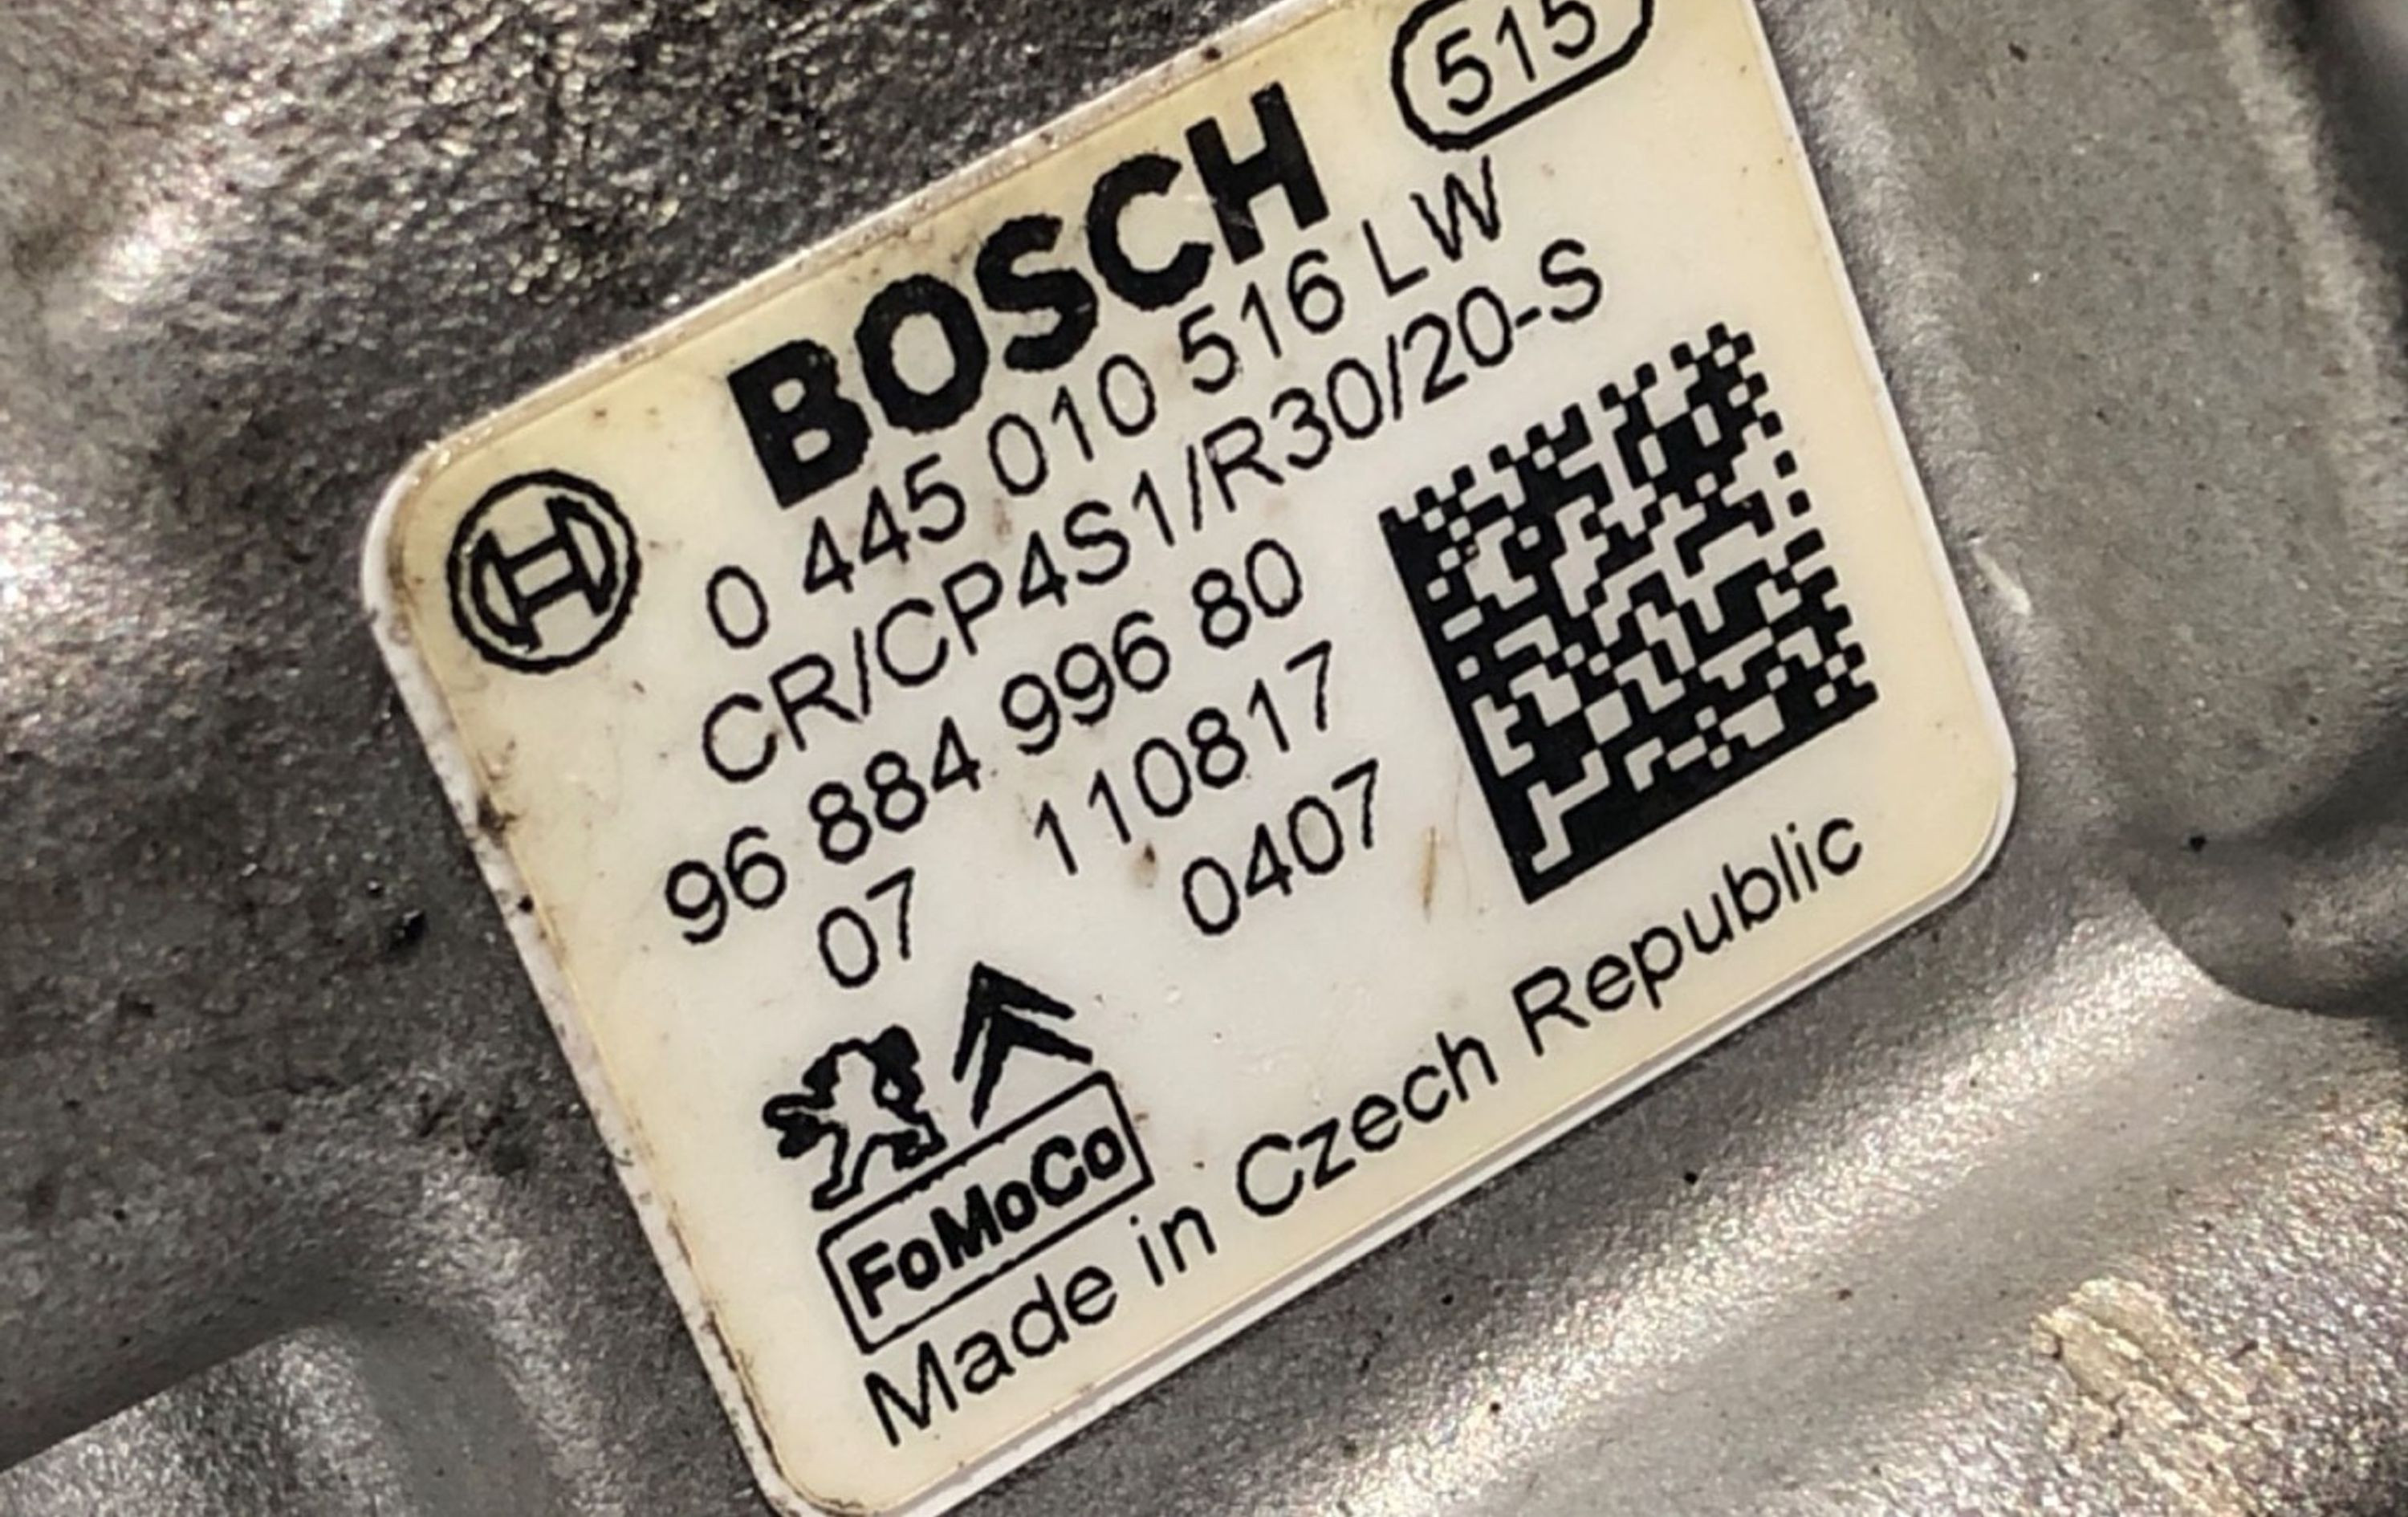 515
BOSCH
0 445 010 516 LW
CR/CP4S1/R30/20-S
96 884 996 80
07 110817
0407
FoMoCo
Made in Czech Republic